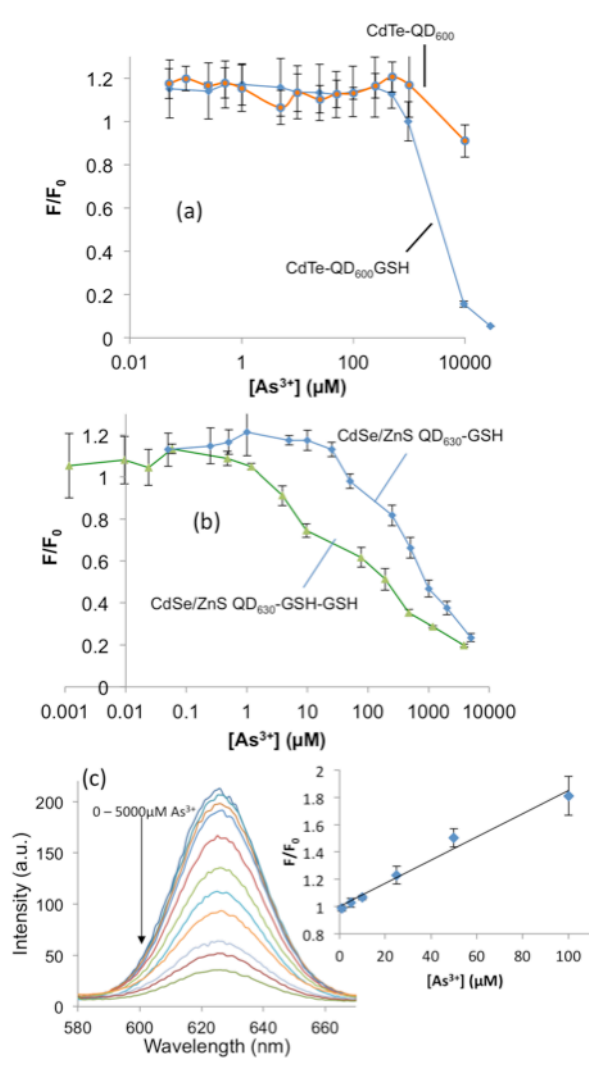 CdTe-QD600
1.2
1
0.8
0.6
0.4
0.2
0
F/F0
(a)
CdTe-QD600GSH
0.01 1 100 10000
[As3+] (µM)
1.2
1
0.8
0.6
0.4
0.2
0
F/F0
CdSe/ZnS QD630-GSH
(b)
CdSe/ZnS QD630-GSH-GSH
0.001 0.01 0.1 1 10 100 1000 10000
[As3+] (µM)
(c)
0 – 5000µM As3+
200
150
100
50
0
Intensity (a.u.)
580 600 620 640 660
Wavelength (nm)
2
1.8
1.6
1.4
1.2
1
0.8
F/F0
0 20 40 60 80 100
[As3+] (µM)